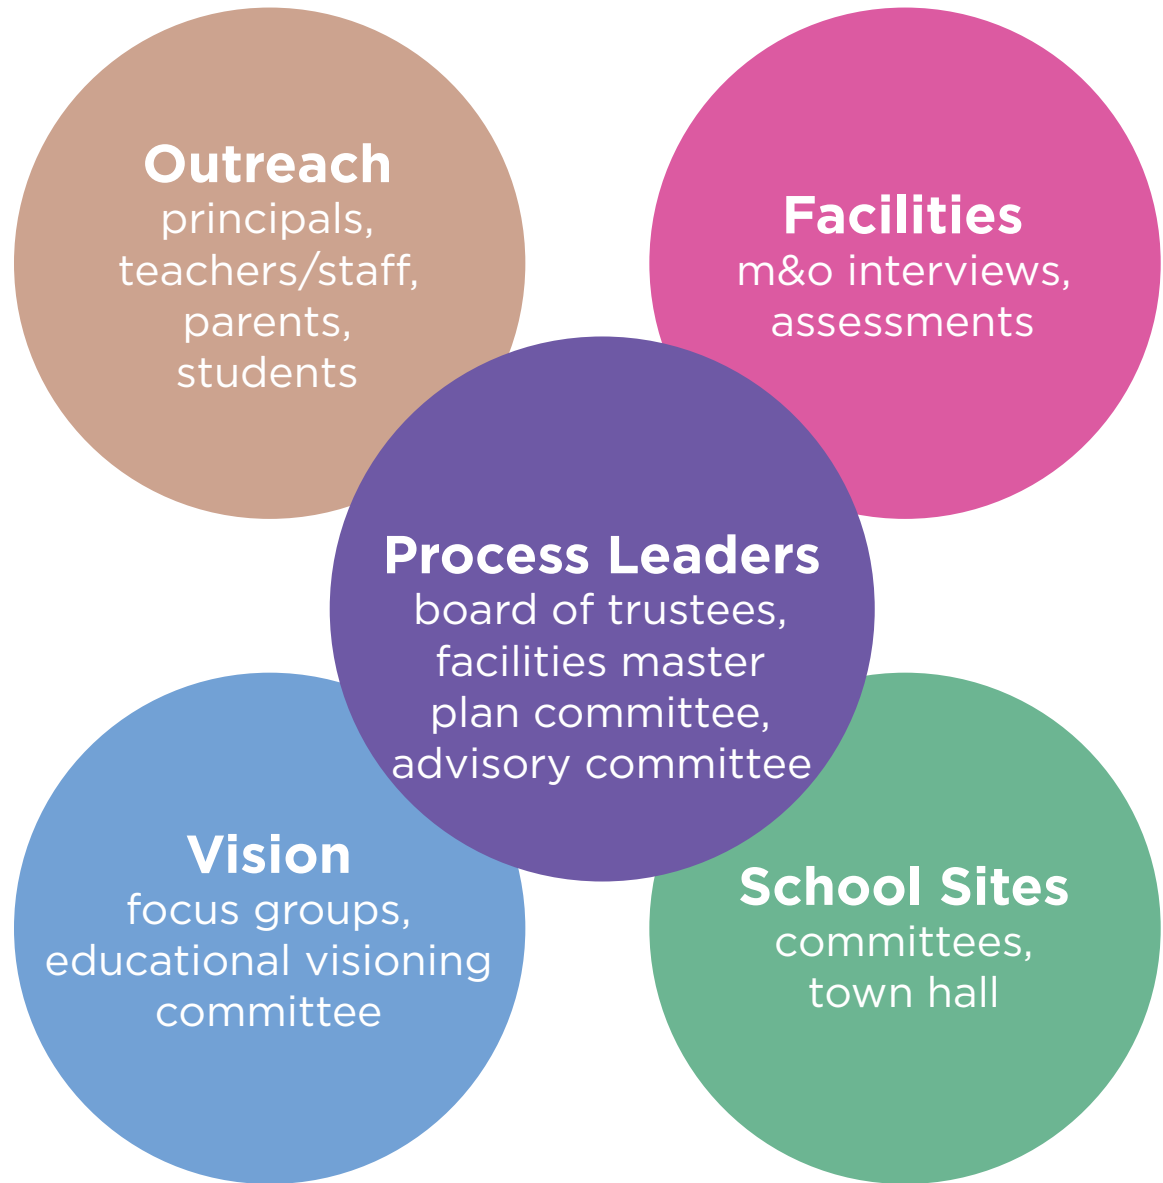 Outreach
principals,
teachers/staff,
parents,
students
Facilities
m&o interviews,
assessments
Process Leaders
board of trustees,
facilities master
plan committee,
advisory committee
Vision
focus groups,
educational visioning
committee
School Sites
committees,
town hall